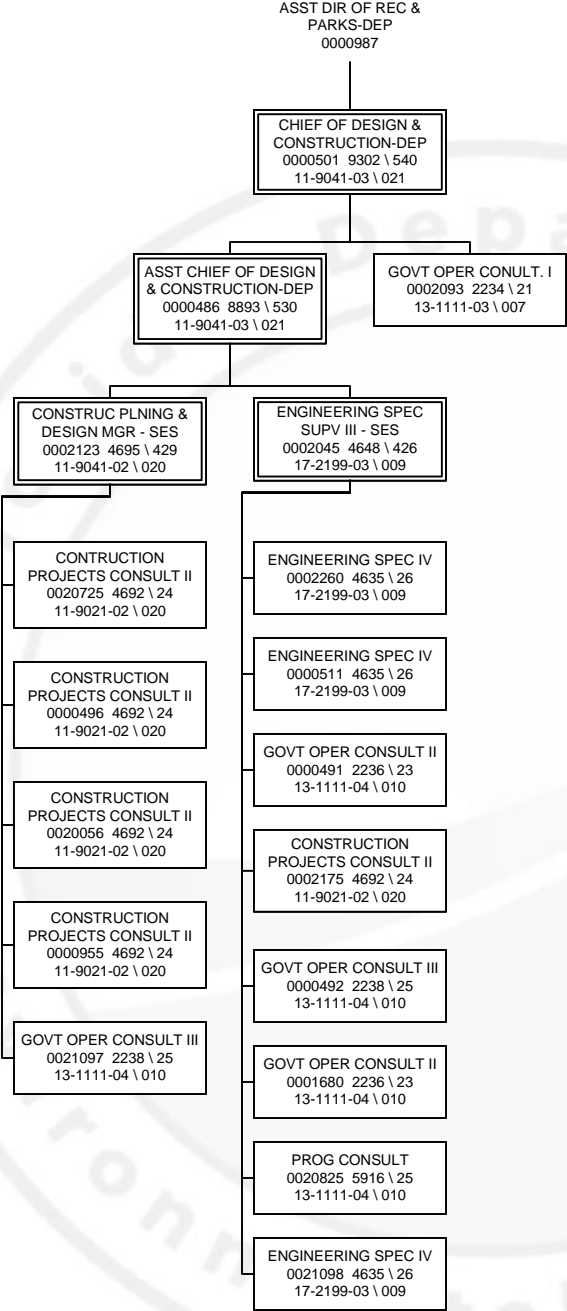 ASST DIR OF REC &
PARKS-DEP
0000987
CHIEF OF DESIGN &
CONSTRUCTION-DEP
0000501 9302 \ 540
11-9041-03 \ 021
ASST CHIEF OF DESIGN
& CONSTRUCTION-DEP
0000486 8893 \ 530
11-9041-03 \ 021
GOVT OPER CONULT. I
0002093 2234 \ 21
13-1111-03 \ 007
CONSTRUC PLNING &
DESIGN MGR - SES
0002123 4695 \ 429
11-9041-02 \ 020
ENGINEERING SPEC
SUPV III - SES
0002045 4648 \ 426
17-2199-03 \ 009
CONTRUCTION
PROJECTS CONSULT II
0020725 4692 \ 24
11-9021-02 \ 020
CONSTRUCTION
PROJECTS CONSULT II
0000496 4692 \ 24
11-9021-02 \ 020
CONSTRUCTION
PROJECTS CONSULT II
0020056 4692 \ 24
11-9021-02 \ 020
CONSTRUCTION
PROJECTS CONSULT II
0000955 4692 \ 24
11-9021-02 \ 020
GOVT OPER CONSULT III
0021097 2238 \ 25
13-1111-04 \ 010
ENGINEERING SPEC IV
0002260 4635 \ 26
17-2199-03 \ 009
ENGINEERING SPEC IV
0000511 4635 \ 26
17-2199-03 \ 009
GOVT OPER CONSULT II
0000491 2236 \ 23
13-1111-04 \ 010
CONSTRUCTION
PROJECTS CONSULT II
0002175 4692 \ 24
11-9021-02 \ 020
GOVT OPER CONSULT III
0000492 2238 \ 25
13-1111-04 \ 010
GOVT OPER CONSULT II
0001680 2236 \ 23
13-1111-04 \ 010
PROG CONSULT
0020825 5916 \ 25
13-1111-04 \ 010
ENGINEERING SPEC IV
0021098 4635 \ 26
17-2199-03 \ 009